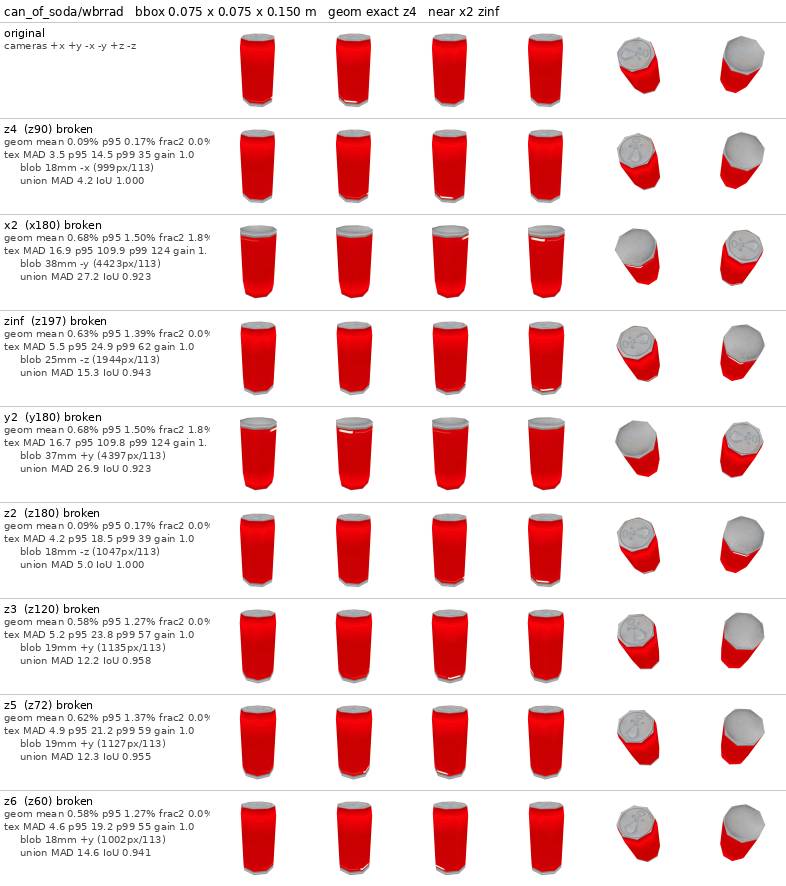 can_of_soda/wbrrad bbox 0.075 x 0.075 x 0.150 m geom exact z4 near x2 zinf
original
cameras +x +y -x -y +z -z
z4 (z90) broken
geom mean 0.09% p95 0.17% frac2 0.0%
tex MAD 3.5 p95 14.5 p99 35 gain 1.0
blob 18mm -x (999px/113)
union MAD 4.2 IoU 1.000
x2 (x180) broken
geom mean 0.68% p95 1.50% frac2 1.8%
tex MAD 16.9 p95 109.9 p99 124 gain 1.
blob 38mm -y (4423px/113)
union MAD 27.2 IoU 0.923
zinf (z197) broken
geom mean 0.63% p95 1.39% frac2 0.0%
tex MAD 5.5 p95 24.9 p99 62 gain 1.0
blob 25mm -z (1944px/113)
union MAD 15.3 IoU 0.943
y2 (y180) broken
geom mean 0.68% p95 1.50% frac2 1.8%
tex MAD 16.7 p95 109.8 p99 124 gain 1.
blob 37mm +y (4397px/113)
union MAD 26.9 IoU 0.923
z2 (z180) broken
geom mean 0.09% p95 0.17% frac2 0.0%
tex MAD 4.2 p95 18.5 p99 39 gain 1.0
blob 18mm -z (1047px/113)
union MAD 5.0 IoU 1.000
z3 (z120) broken
geom mean 0.58% p95 1.27% frac2 0.0%
tex MAD 5.2 p95 23.8 p99 57 gain 1.0
blob 19mm +y (1135px/113)
union MAD 12.2 IoU 0.958
z5 (z72) broken
geom mean 0.62% p95 1.37% frac2 0.0%
tex MAD 4.9 p95 21.2 p99 59 gain 1.0
blob 19mm +y (1127px/113)
union MAD 12.3 IoU 0.955
z6 (z60) broken
geom mean 0.58% p95 1.27% frac2 0.0%
tex MAD 4.6 p95 19.2 p99 55 gain 1.0
blob 18mm +y (1002px/113)
union MAD 14.6 IoU 0.941